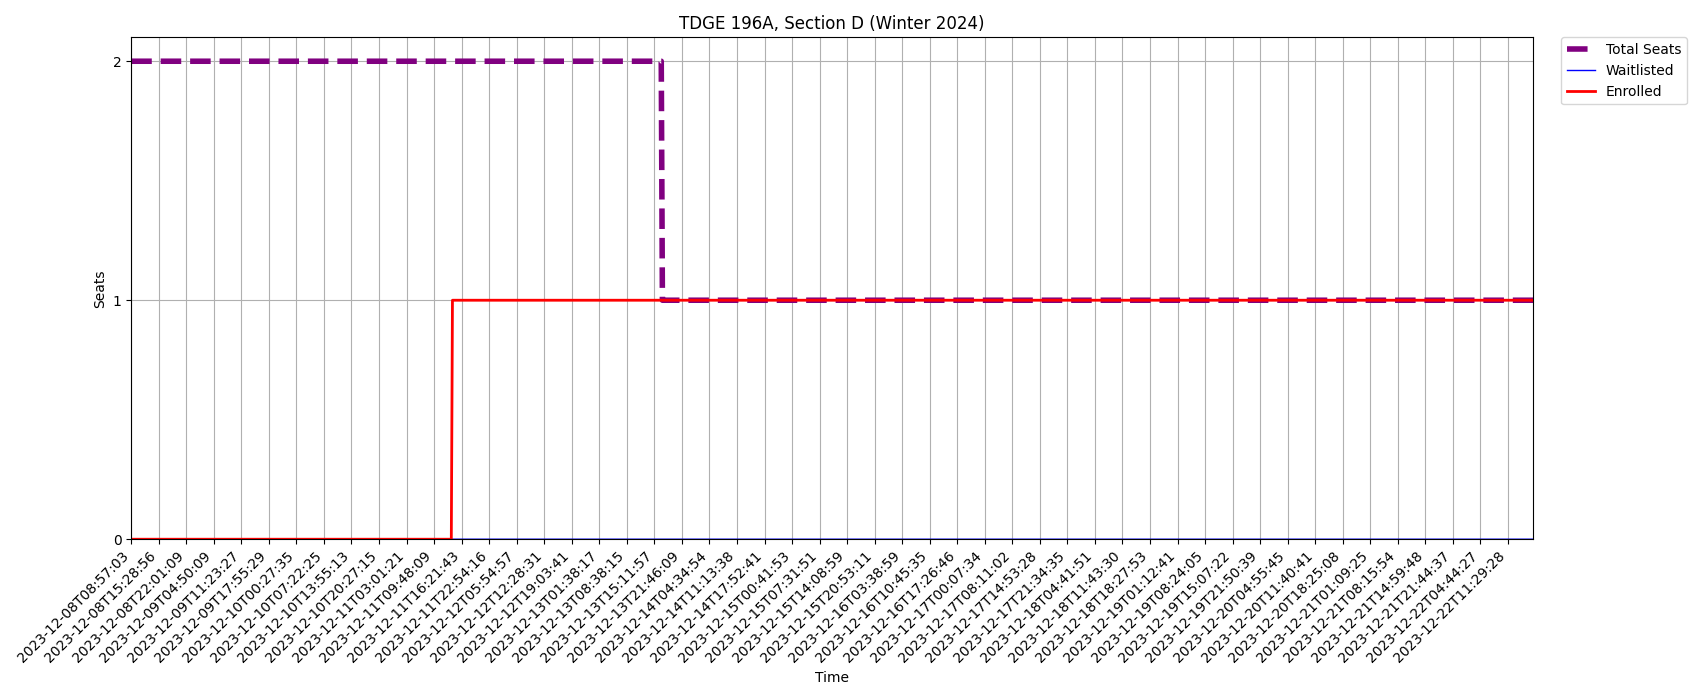 TDGE 196A, Section D (Winter 2024)
Total Seats
Waitlisted
Enrolled
Seats
2
1
0
2023-12-08T08:57:03
2023-12-08T15:28:56
2023-12-08T22:01:09
2023-12-09T04:50:09
2023-12-09T11:23:27
2023-12-09T17:55:29
2023-12-10T00:27:35
2023-12-10T07:22:25
2023-12-10T13:55:13
2023-12-10T20:27:15
2023-12-11T03:01:21
2023-12-11T09:48:09
2023-12-11T16:21:43
2023-12-11T22:54:16
2023-12-12T05:54:57
2023-12-12T12:28:31
2023-12-12T19:03:41
2023-12-13T01:38:17
2023-12-13T08:38:15
2023-12-13T15:11:57
2023-12-13T21:46:09
2023-12-14T04:34:54
2023-12-14T11:13:38
2023-12-14T17:52:41
2023-12-15T00:41:53
2023-12-15T07:31:51
2023-12-15T14:08:59
2023-12-15T20:53:11
2023-12-16T03:38:59
2023-12-16T10:45:35
2023-12-16T17:26:46
2023-12-17T00:07:34
2023-12-17T08:11:02
2023-12-17T14:53:28
2023-12-17T21:34:35
2023-12-18T04:41:51
2023-12-18T11:43:30
2023-12-18T18:27:53
2023-12-19T01:12:41
2023-12-19T08:24:05
2023-12-19T15:07:22
2023-12-19T21:50:39
2023-12-20T04:55:45
2023-12-20T11:40:41
2023-12-20T18:25:08
2023-12-21T01:09:25
2023-12-21T08:15:54
2023-12-21T14:59:48
2023-12-21T21:44:37
2023-12-22T04:44:27
2023-12-22T11:29:28
Time